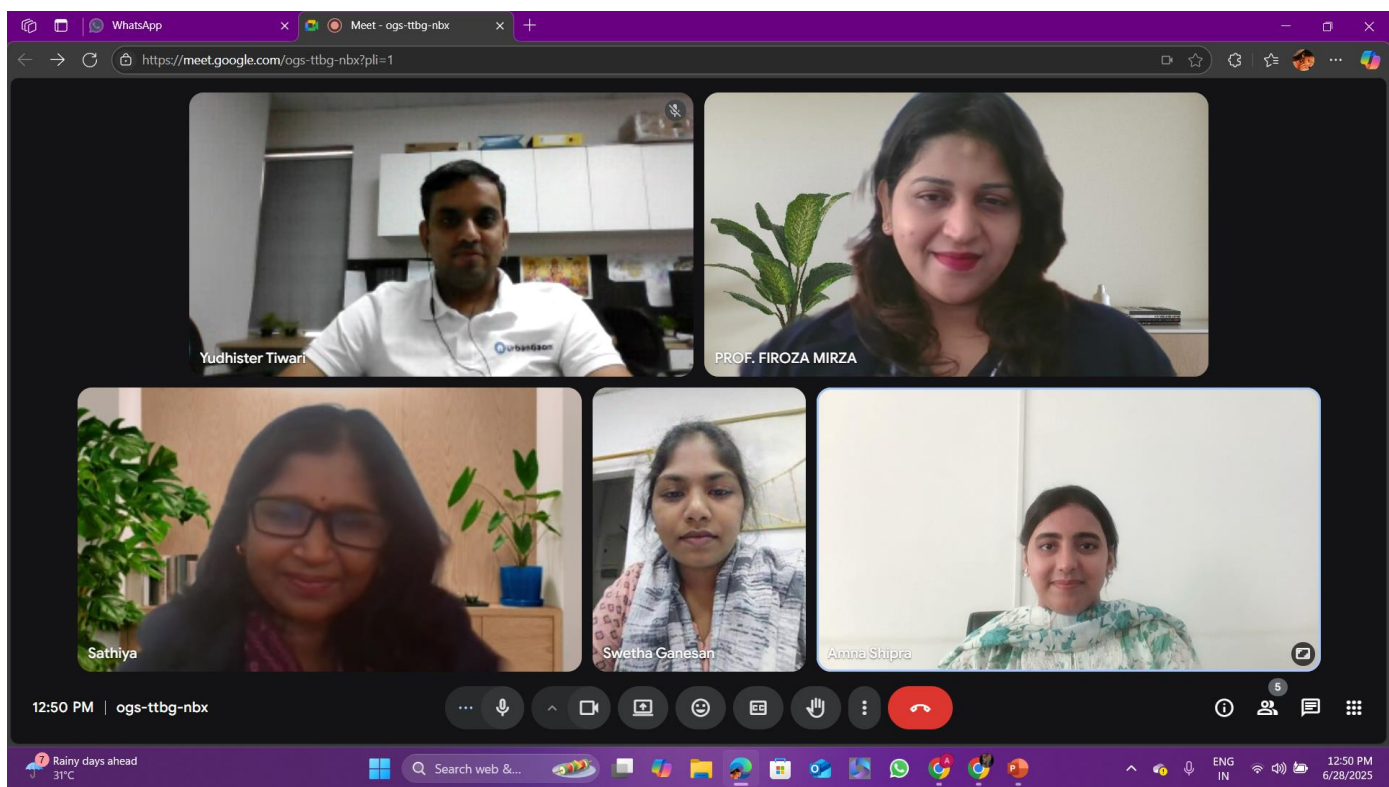 WhatsApp
Meet - ogs-ttbg-nbx
https://meet.google.com/ogs-ttbg-nbx?pli=1
Yudhister Tiwari
PROF. FIROZA MIRZA
Sathiya
Swetha Ganesan
Amna Shipra
12:50 PM | ogs-ttbg-nbx
CC
5
7
Rainy days ahead
31°C
Search web &...
ENG
IN
12:50 PM
6/28/2025